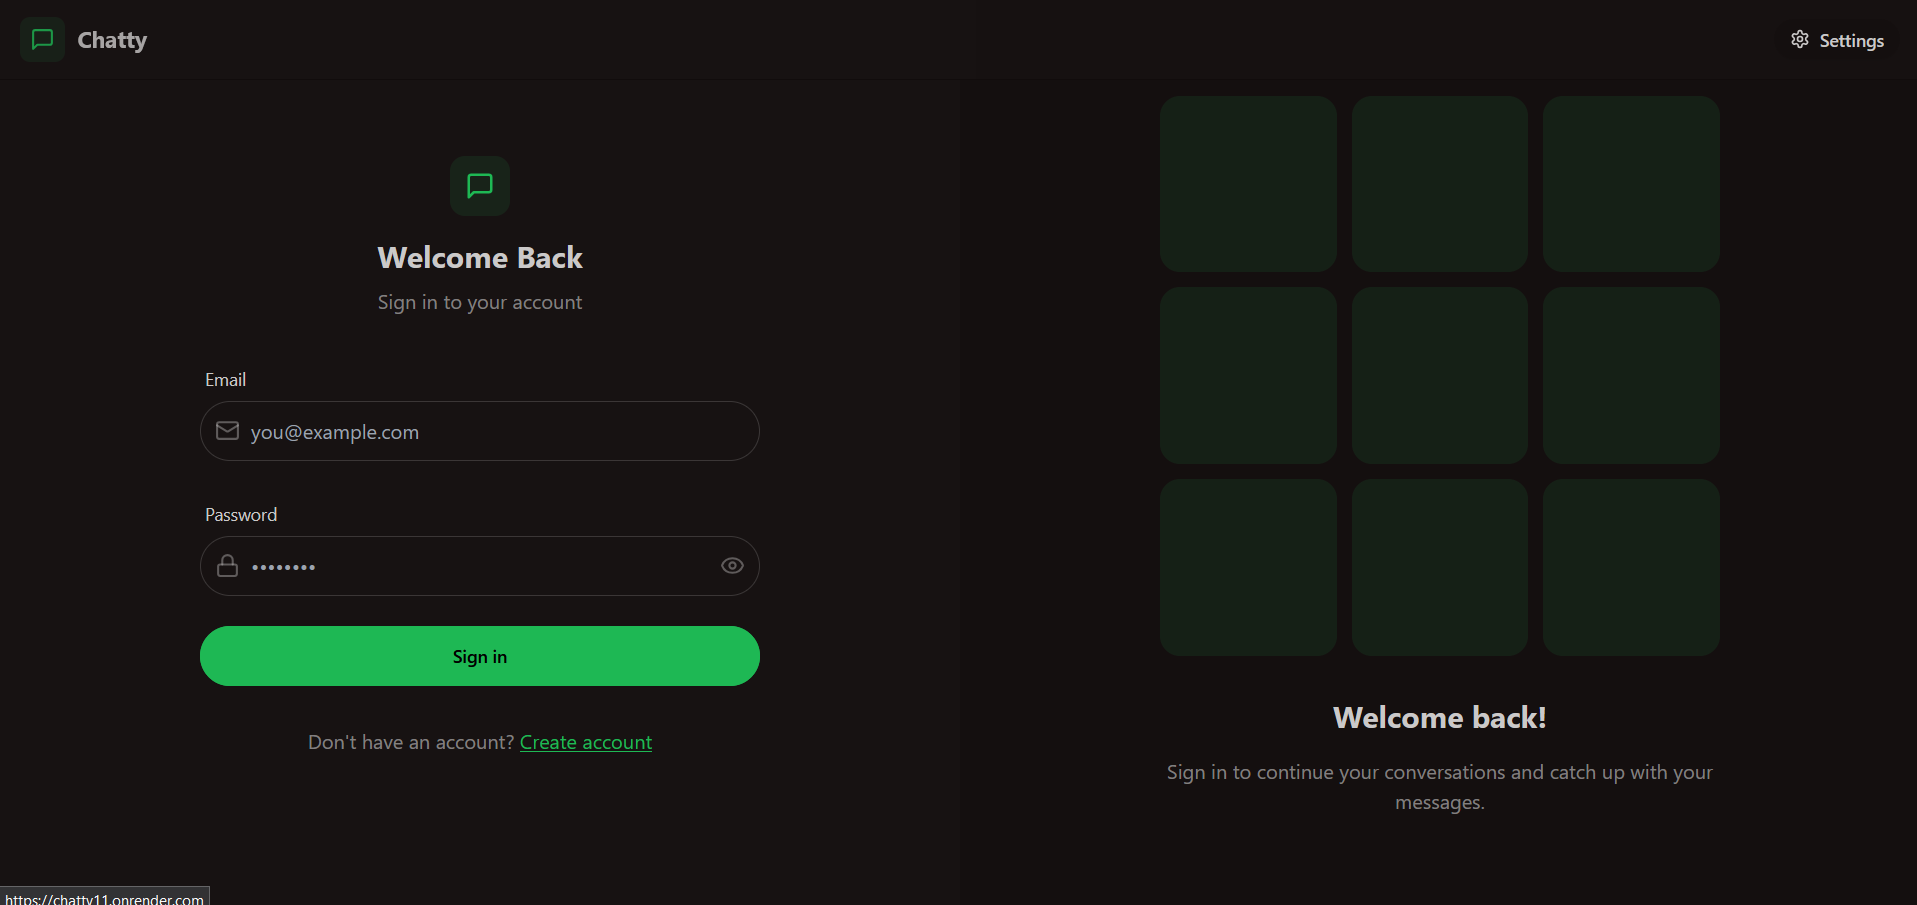 Chatty
Settings
Welcome Back
Sign in to your account
Email
you@example.com
Password
••••••••
Sign in
Don't have an account? Create account
Welcome back!
Sign in to continue your conversations and catch up with your
messages.
https://chatty11.onrender.com